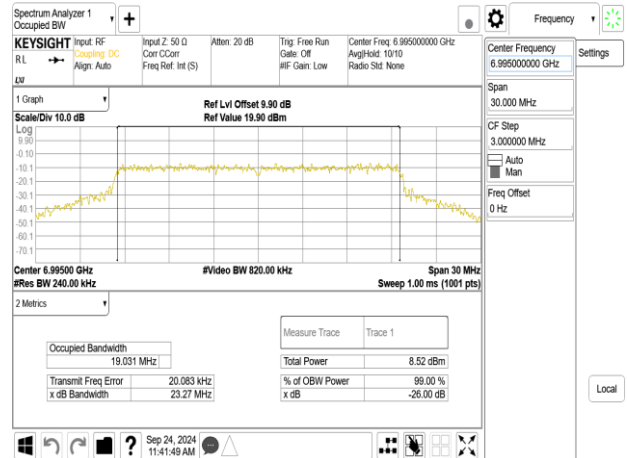 Spectrum Analyzer 1
Occupied BW
Frequency
KEYSIGHT
Input: RF
Coupling: DC
Align: Auto
Input Z: 50 Ω
Corr CCorr
Freq Ref: Int (S)
Atten: 20 dB
Trig: Free Run
Gate: Off
#IF Gain: Low
Center Freq: 6.995000000 GHz
Avg|Hold: 10/10
Radio Std: None
R L
LXI
Center Frequency
6.995000000 GHz
Settings
Span
30.000 MHz
CF Step
3.000000 MHz
Auto
Man
Freq Offset
0 Hz
Local
1 Graph
Ref Lvl Offset 9.90 dB
Scale/Div 10.0 dB
Ref Value 19.90 dBm
Log
9.90
-0.10
-10.1
-20.1
-30.1
-40.1
-50.1
-60.1
-70.1
Center 6.99500 GHz
#Video BW 820.00 kHz
Span 30 MHz
#Res BW 240.00 kHz
Sweep 1.00 ms (1001 pts)
2 Metrics
Measure Trace
Trace 1
Occupied Bandwidth
19.031 MHz
Total Power
8.52 dBm
Transmit Freq Error
20.083 kHz
% of OBW Power
99.00 %
x dB Bandwidth
23.27 MHz
x dB
-26.00 dB
Sep 24, 2024
11:41:49 AM